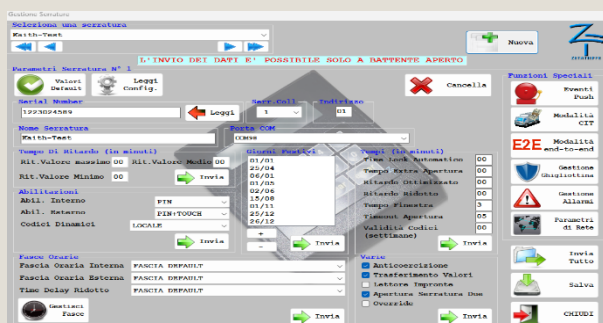 Gestione Serrature
Seleziona una serratura
Kaith-Test
Nuova
L'INVIO DEI DATI E' POSSIBILE SOLO A BATTENTE APERTO
Parametri Serratura N° 1
Valori Default
Leggi Config.
Cancella
Serial Number
Serr.Coll
Indirizzo
1223024589
Leggi
1
01
Nome Serratura
Porta COM
Kaith-Test
COM98
Tempo Di Ritardo (in minuti)
Rit.Valore massimo 00 Rit.Valore Medio 00
Rit.Valore Minimo 00
Invia
Abilitazioni
Abil. Interno PIN
Abil. Esterno PIN+TOUCH
Codici Dinamici LOCALE
Invia
Giorni Festivi
01/01
25/04
06/01
01/05
02/06
15/08
01/11
25/12
26/12
+
-
Invia
Tempi (in minuti)
Time Lock Automatico 00
Tempo Extra Apertura 00
Ritardo Ottimizzato 00
Ritardo Ridotto 00
Tempo Finestra 3
Timeout Apertura 05
Validità Codici (settimane) 00
Invia
Fasce Orarie
Fascia Oraria Interna FASCIA DEFAULT
Fascia Oraria Esterna FASCIA DEFAULT
Time Delay Ridotto FASCIA DEFAULT
Gestisci Fasce
Invia
Varie
Anticoercizione
Trasferimento Valori
Lettore Impronte
Apertura Serratura Due
Override
Invia
Funzioni Speciali
Eventi Push
Modalità CIT
E2E Modalità end-to-end
Gestione Ghigliottina
Gestione Allarmi
Parametri di Rete
Invia Tutto
Salva
CHIUDI